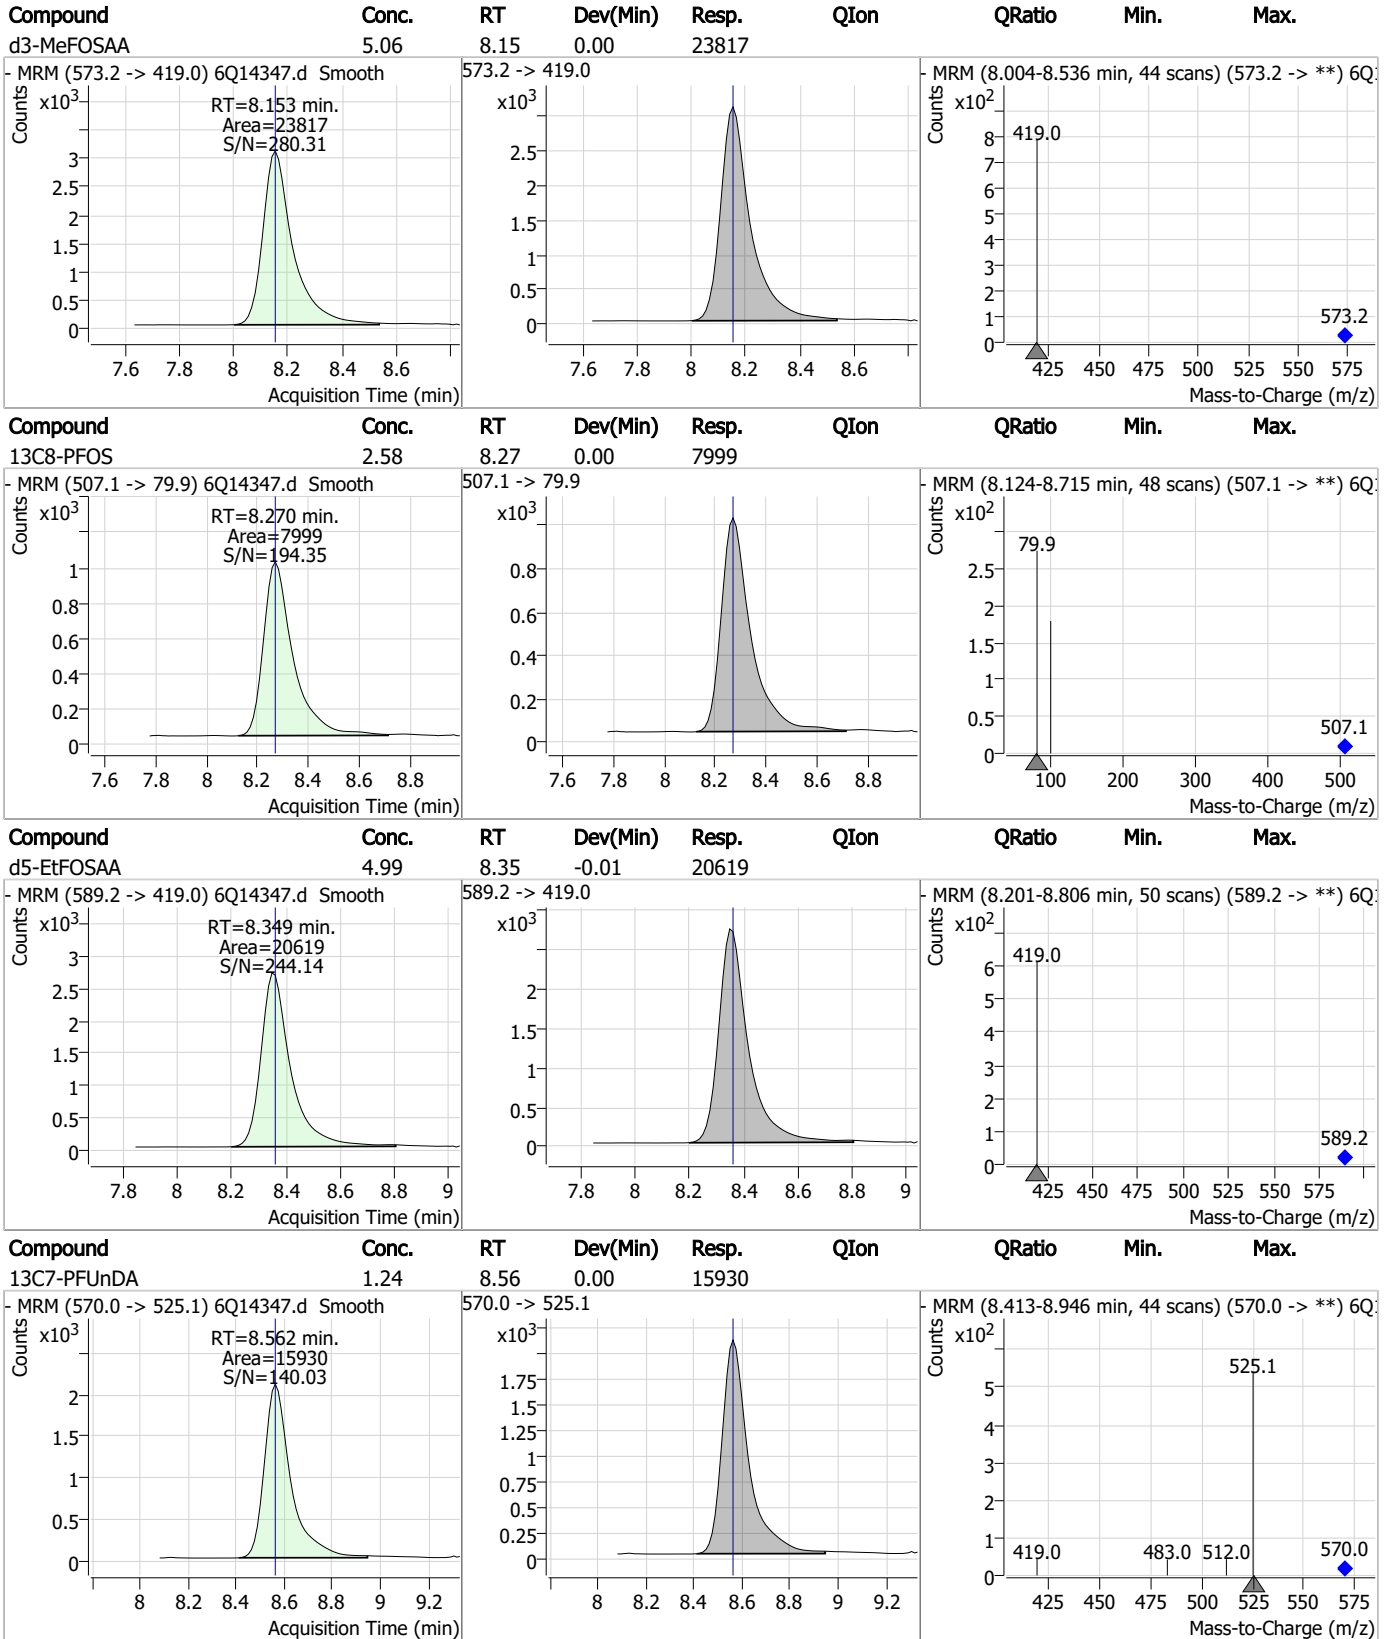 Compound Conc. RT Dev(Min) Resp. QIon QRatio Min. Max.
d3-MeFOSAA 5.06 8.15 0.00 23817
- MRM (573.2 -> 419.0) 6Q14347.d Smooth
Counts
x10³
RT=8.153 min.
Area=23817
S/N=280.31
3
2.5
2
1.5
1
0.5
0
7.6 7.8 8 8.2 8.4 8.6
Acquisition Time (min)
573.2 -> 419.0
x10³
2.5
2
1.5
1
0.5
0
7.6 7.8 8 8.2 8.4 8.6
- MRM (8.004-8.536 min, 44 scans) (573.2 -> **) 6Q
Counts
x10²
8
7
6
5
4
3
2
1
0
419.0
573.2
425 450 475 500 525 550 575
Mass-to-Charge (m/z)
Compound Conc. RT Dev(Min) Resp. QIon QRatio Min. Max.
13C8-PFOS 2.58 8.27 0.00 7999
- MRM (507.1 -> 79.9) 6Q14347.d Smooth
Counts
x10³
RT=8.270 min.
Area=7999
S/N=194.35
1
0.8
0.6
0.4
0.2
0
7.6 7.8 8 8.2 8.4 8.6 8.8
Acquisition Time (min)
507.1 -> 79.9
x10³
0.8
0.6
0.4
0.2
0
7.6 7.8 8 8.2 8.4 8.6 8.8
- MRM (8.124-8.715 min, 48 scans) (507.1 -> **) 6Q
Counts
x10²
2.5
2
1.5
1
0.5
0
79.9
507.1
100 200 300 400 500
Mass-to-Charge (m/z)
Compound Conc. RT Dev(Min) Resp. QIon QRatio Min. Max.
d5-EtFOSAA 4.99 8.35 -0.01 20619
- MRM (589.2 -> 419.0) 6Q14347.d Smooth
Counts
x10³
RT=8.349 min.
Area=20619
S/N=244.14
3
2.5
2
1.5
1
0.5
0
7.8 8 8.2 8.4 8.6 8.8 9
Acquisition Time (min)
589.2 -> 419.0
x10³
2
1.5
1
0.5
0
7.8 8 8.2 8.4 8.6 8.8 9
- MRM (8.201-8.806 min, 50 scans) (589.2 -> **) 6Q
Counts
x10²
6
5
4
3
2
1
0
419.0
589.2
425 450 475 500 525 550 575
Mass-to-Charge (m/z)
Compound Conc. RT Dev(Min) Resp. QIon QRatio Min. Max.
13C7-PFUnDA 1.24 8.56 0.00 15930
- MRM (570.0 -> 525.1) 6Q14347.d Smooth
Counts
x10³
RT=8.562 min.
Area=15930
S/N=140.03
2
1.5
1
0.5
0
8 8.2 8.4 8.6 8.8 9 9.2
Acquisition Time (min)
570.0 -> 525.1
x10³
1.75
1.5
1.25
1
0.75
0.5
0.25
0
8 8.2 8.4 8.6 8.8 9 9.2
- MRM (8.413-8.946 min, 44 scans) (570.0 -> **) 6Q
Counts
x10²
5
4
3
2
1
0
525.1
419.0 483.0 512.0 570.0
425 450 475 500 525 550 575
Mass-to-Charge (m/z)